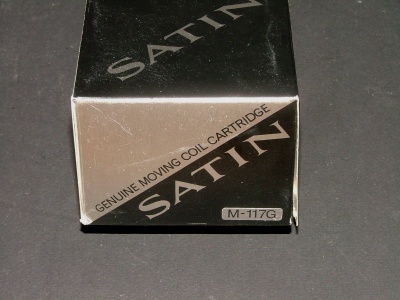 SATIN
GENUINE MOVING COIL CARTRIDGE
SATIN
M-117G